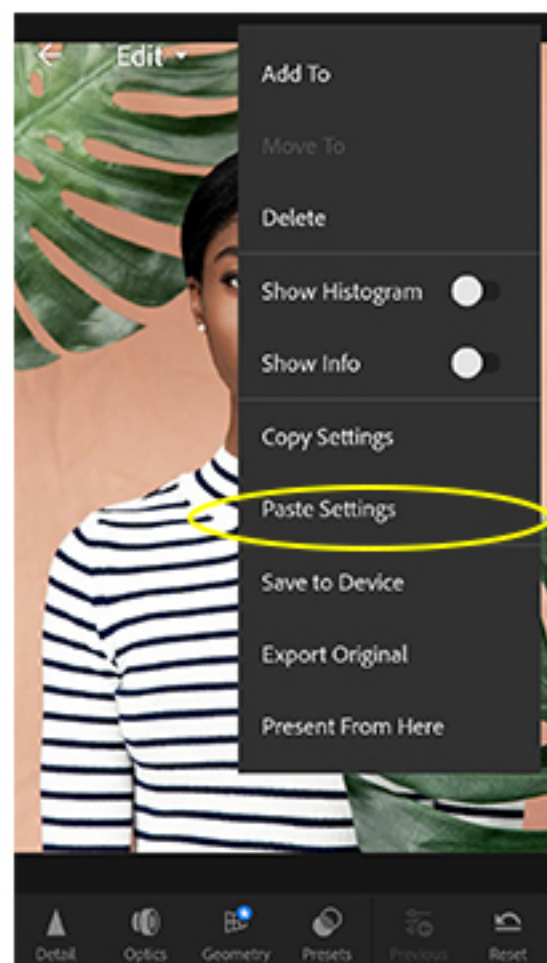 Edit
Add To
Move To
Delete
Show Histogram
Show Info
Copy Settings
Paste Settings
Save to Device
Export Original
Present From Here
Detail
Optics
Geometry
Presets
Previous
Reset